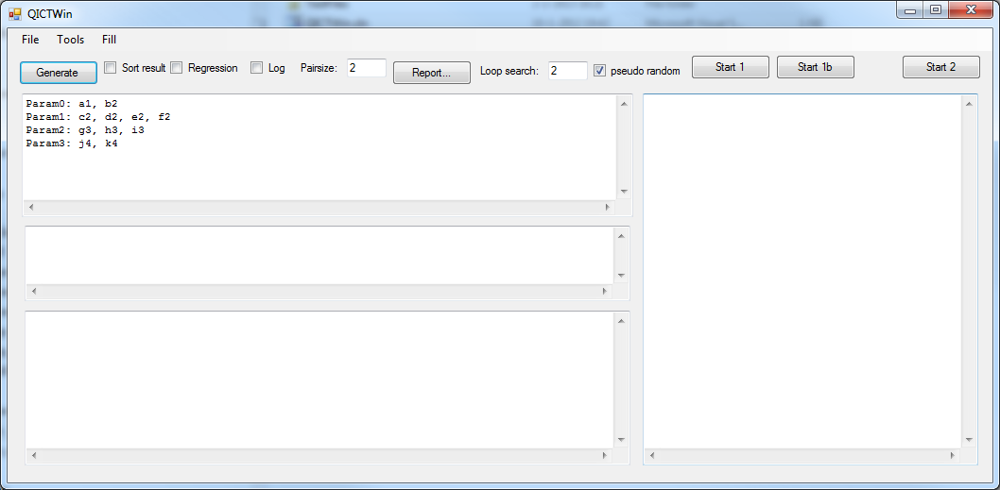 QICTWin
File Tools Fill
Generate Sort result Regression Log Pairsize: 2 Report... Loop search: 2 pseudo random Start 1 Start 1b Start 2
Param0: a1, b2
Param1: c2, d2, e2, f2
Param2: g3, h3, i3
Param3: j4, k4